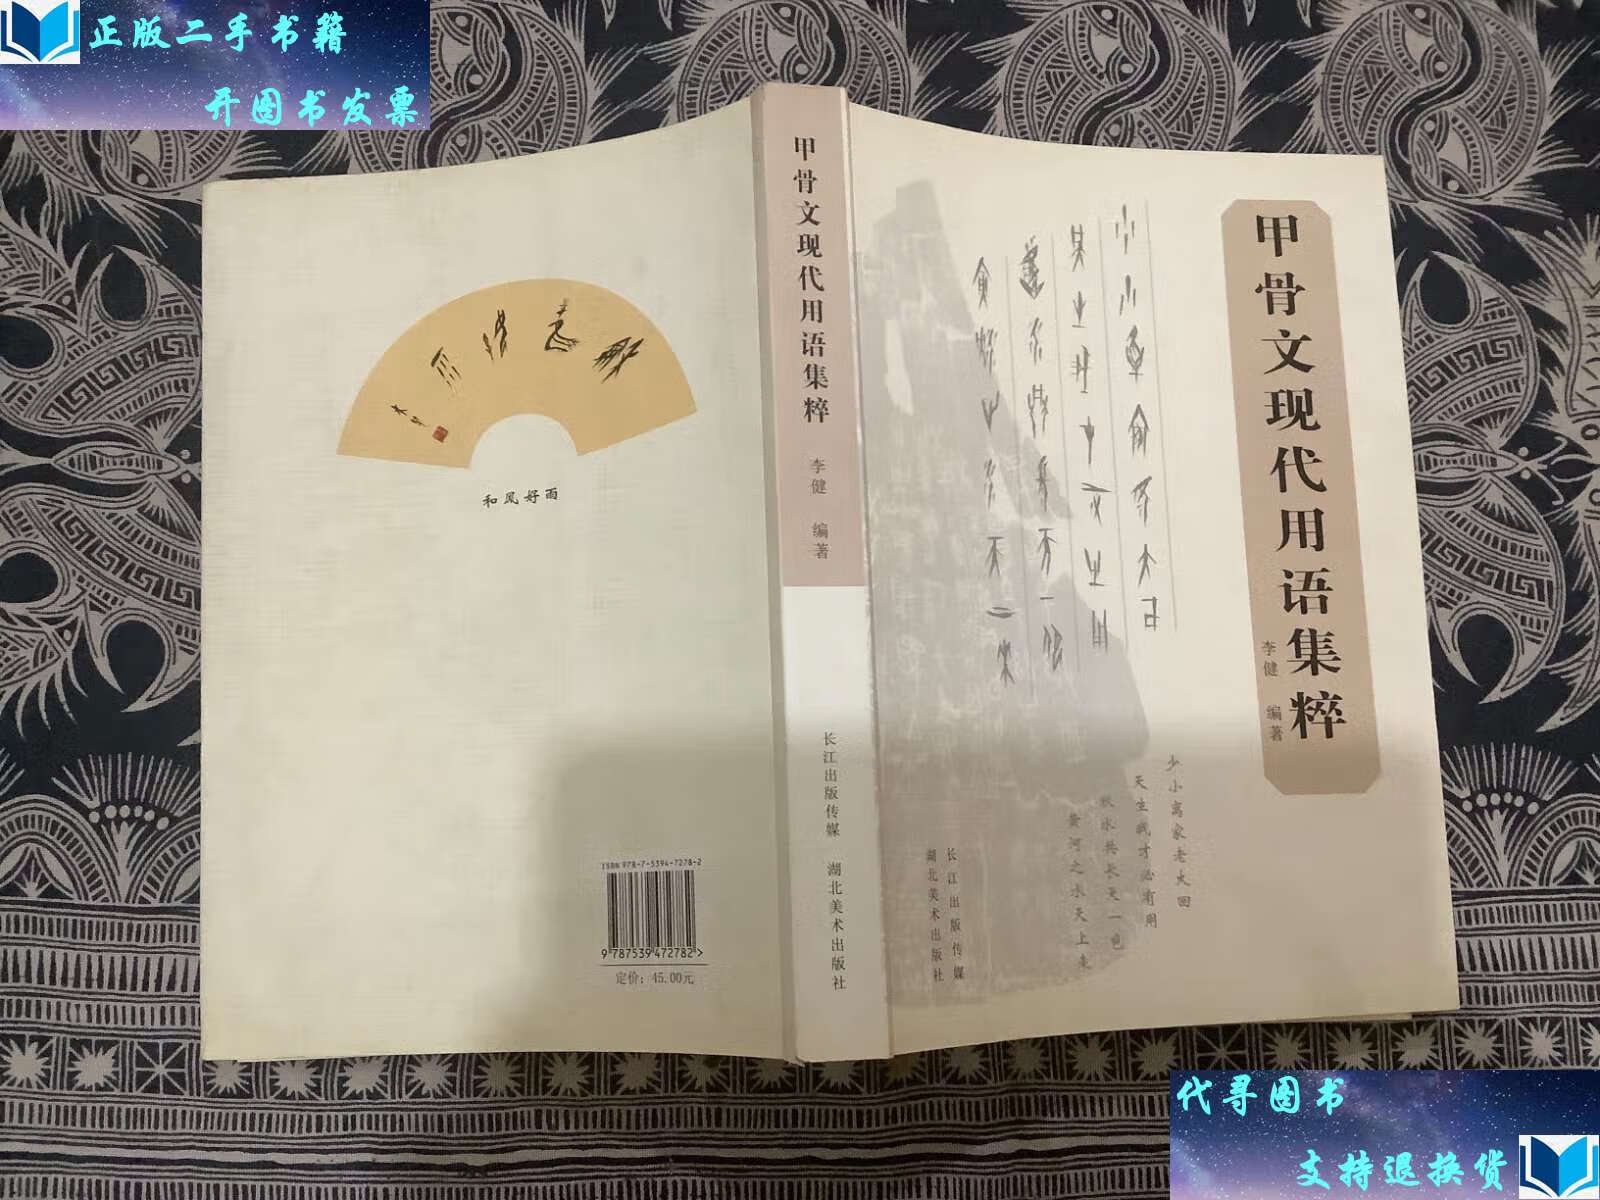 正版二手书籍
开图书发票
和风好雨
ISBN 978-7-5394-7278-2
9 787539 472782 >
定价：45.00元
甲骨文现代用语集粹
李健 编著
长江出版传媒 湖北美术出版社
甲骨文现代用语集粹
李健 编著
少小离家老大回
天生我才必有用
秋水共长天一色
黄河之水天上来
长江出版传媒
湖北美术出版社
代寻图书
支持退换货